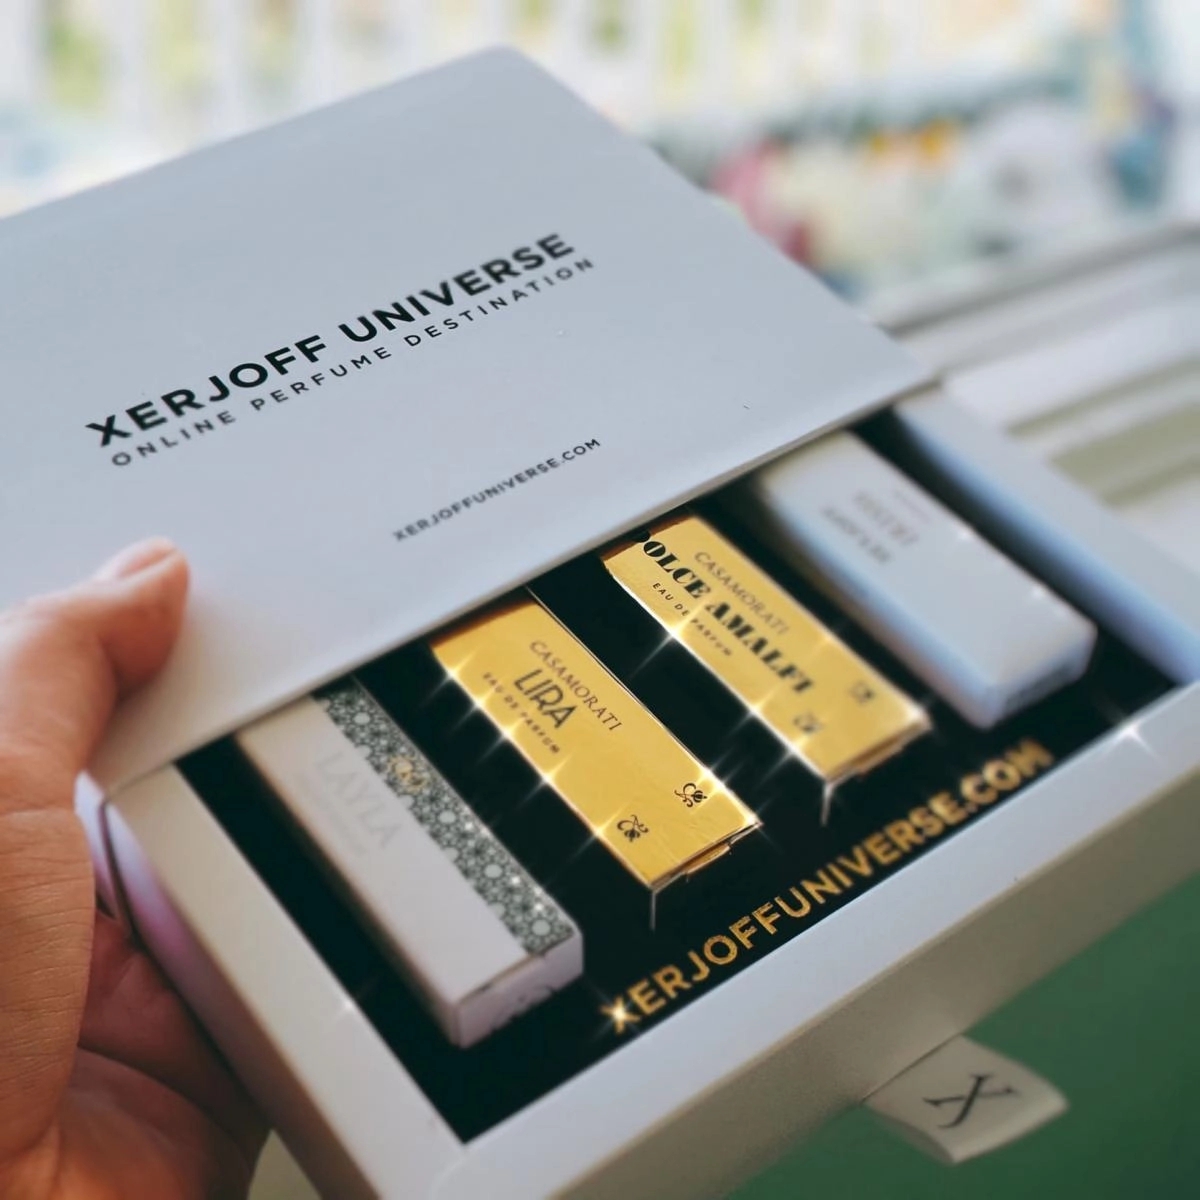 XERJOFF UNIVERSE
ONLINE PERFUME DESTINATION
XERJOFFUNIVERSE.COM
CASAMORATI
DOLCE AMALFI
EAU DE PARFUM
CASAMORATI
LIRA
EAU DE PARFUM
LAYLA
XERJOFFUNIVERSE.COM
X